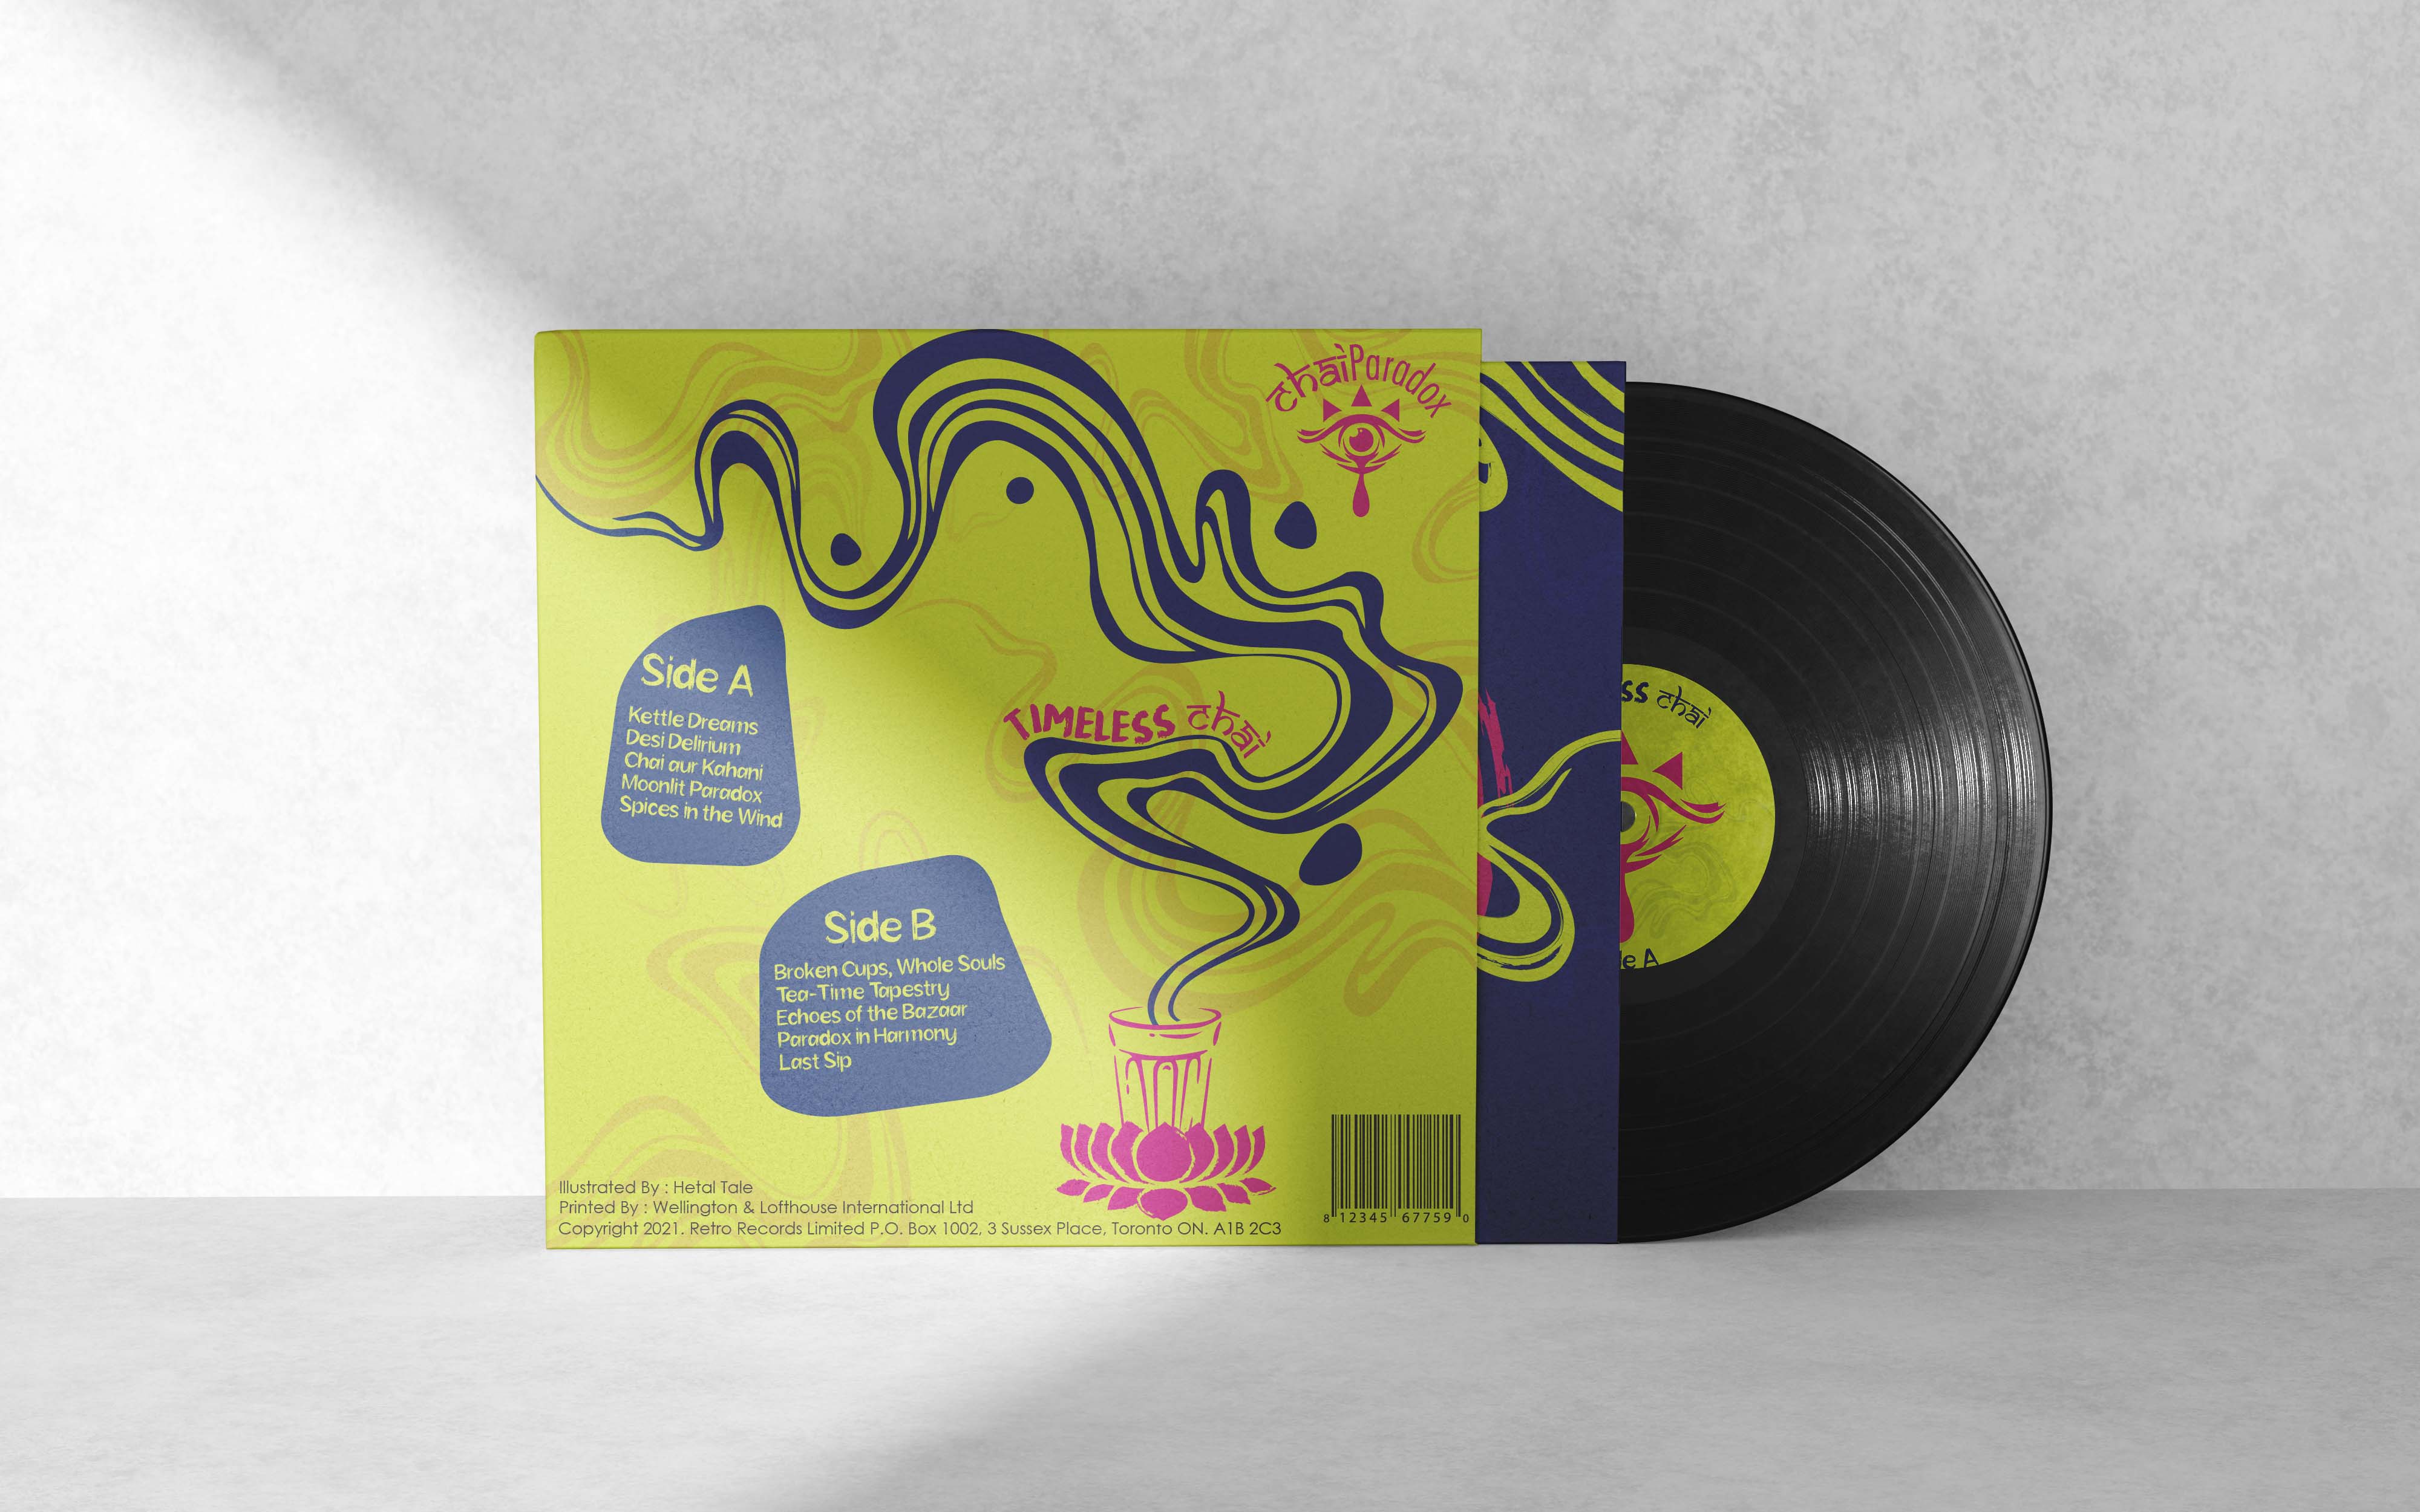 chaiParadox
Side A
Kettle Dreams
Desi Delirium
Chai aur Kahani
Moonlit Paradox
Spices in the Wind
TIMELESS chai
Side B
Broken Cups, Whole Souls
Tea-Time Tapestry
Echoes of the Bazaar
Paradox in Harmony
Last Sip
Illustrated By : Hetal Tale
Printed By : Wellington & Lofthouse International Ltd
Copyright 2021. Retro Records Limited P.O. Box 1002, 3 Sussex Place, Toronto ON. A1B 2C3
8 12345 67759 0
SS chai
de A